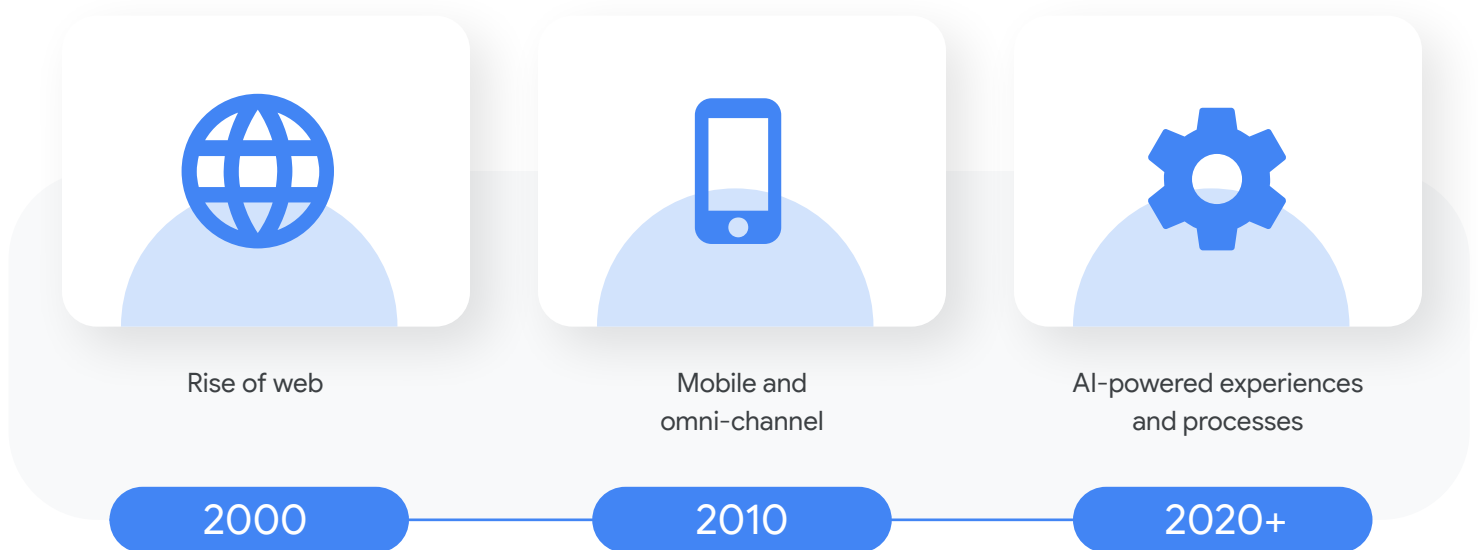 Rise of web
Mobile and
omni-channel
AI-powered experiences
and processes
2000
2010
2020+